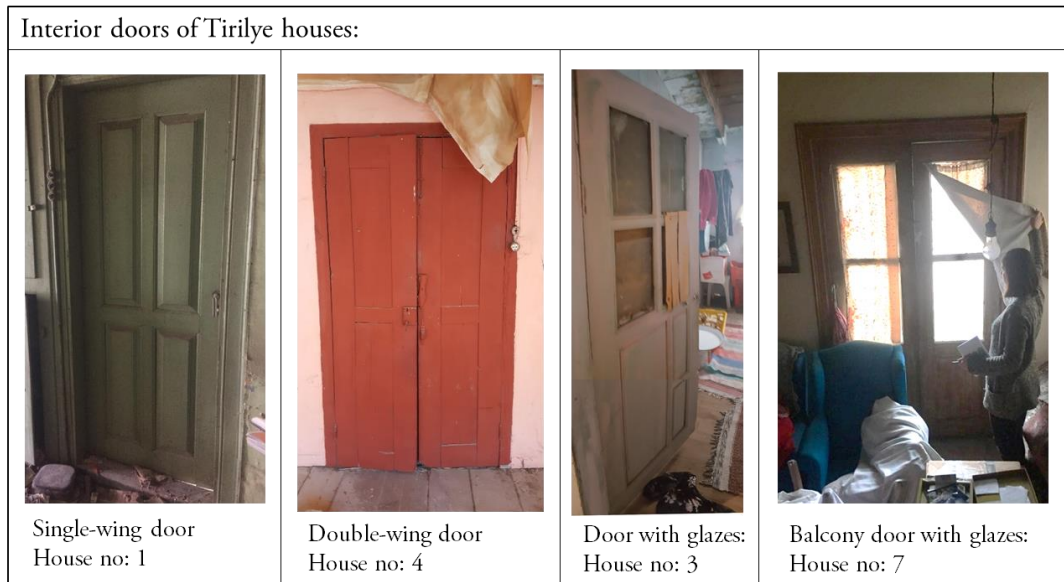 Interior doors of Tirilye houses:
Single-wing door
House no: 1
Double-wing door
House no: 4
Door with glazes:
House no: 3
Balcony door with glazes:
House no: 7